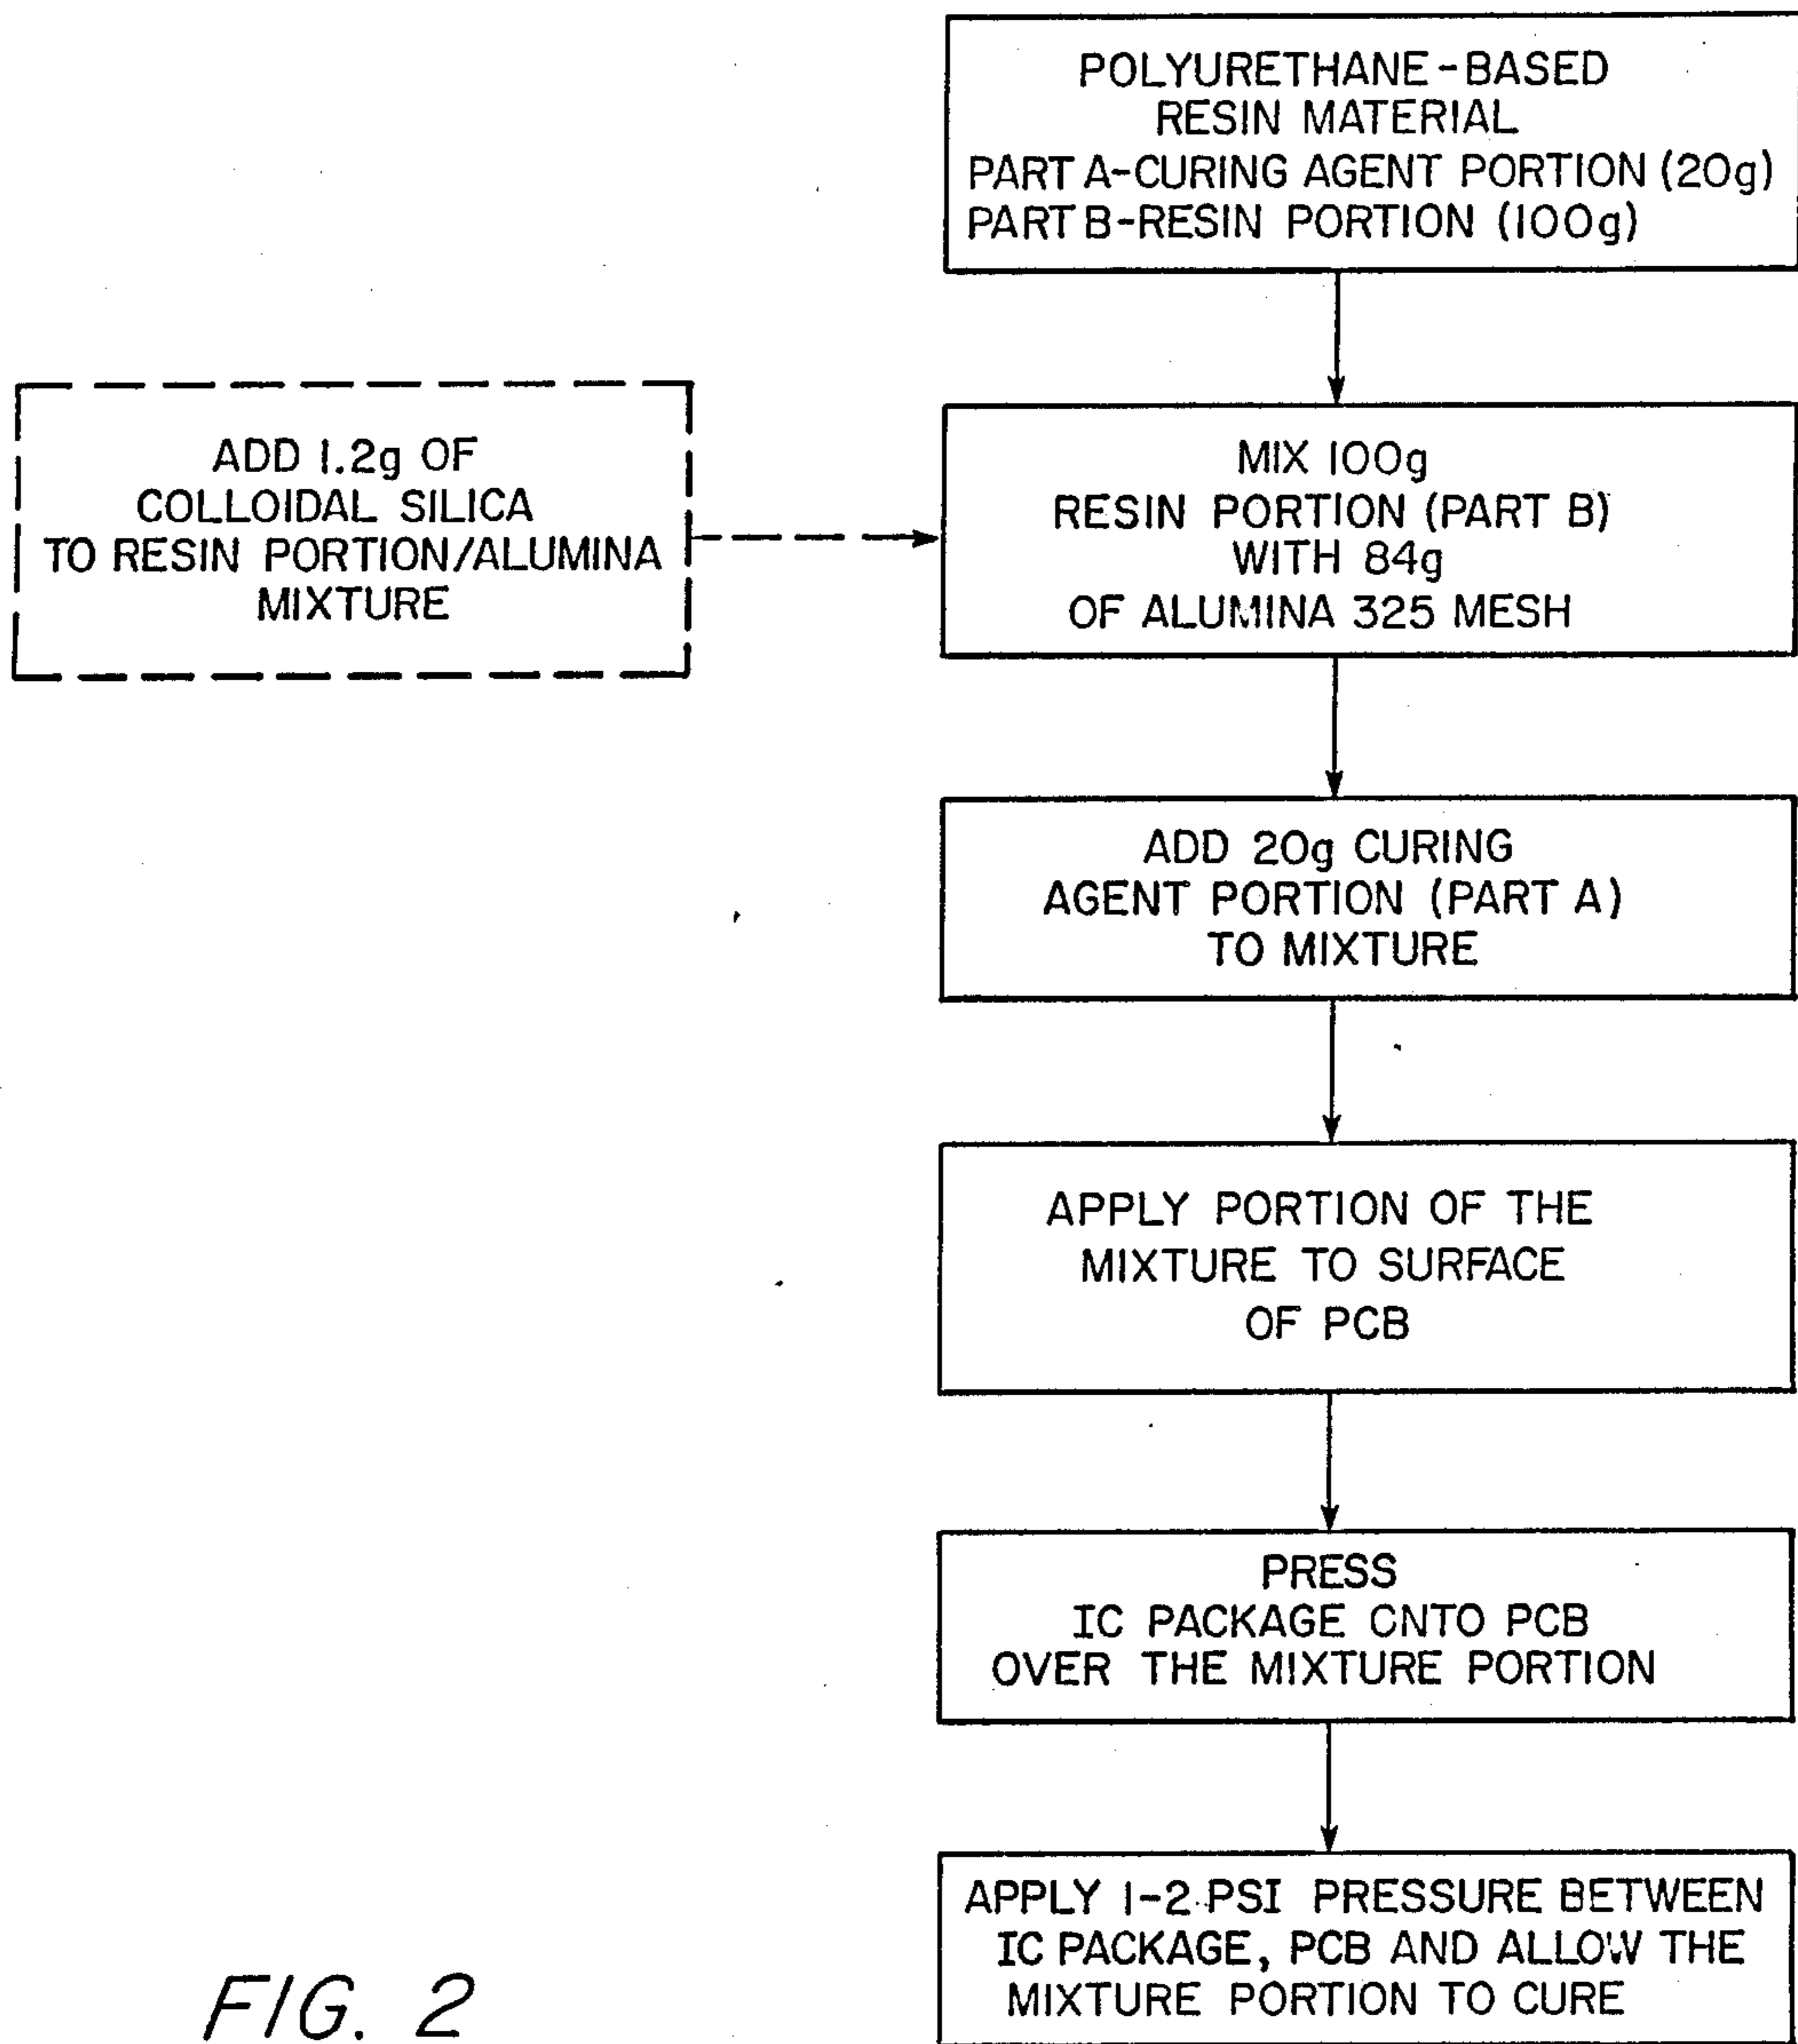 POLYURETHANE-BASED
RESIN MATERIAL
PART A-CURING AGENT PORTION (20g)
PART B-RESIN PORTION (100g)
ADD 1.2g OF
COLLOIDAL SILICA
TO RESIN PORTION/ALUMINA
MIXTURE
MIX 100g
RESIN PORTION (PART B)
WITH 84g
OF ALUMINA 325 MESH
ADD 20g CURING
AGENT PORTION (PART A)
TO MIXTURE
APPLY PORTION OF THE
MIXTURE TO SURFACE
OF PCB
PRESS
IC PACKAGE ONTO PCB
OVER THE MIXTURE PORTION
APPLY 1-2 PSI PRESSURE BETWEEN
IC PACKAGE, PCB AND ALLOW THE
MIXTURE PORTION TO CURE
FIG. 2